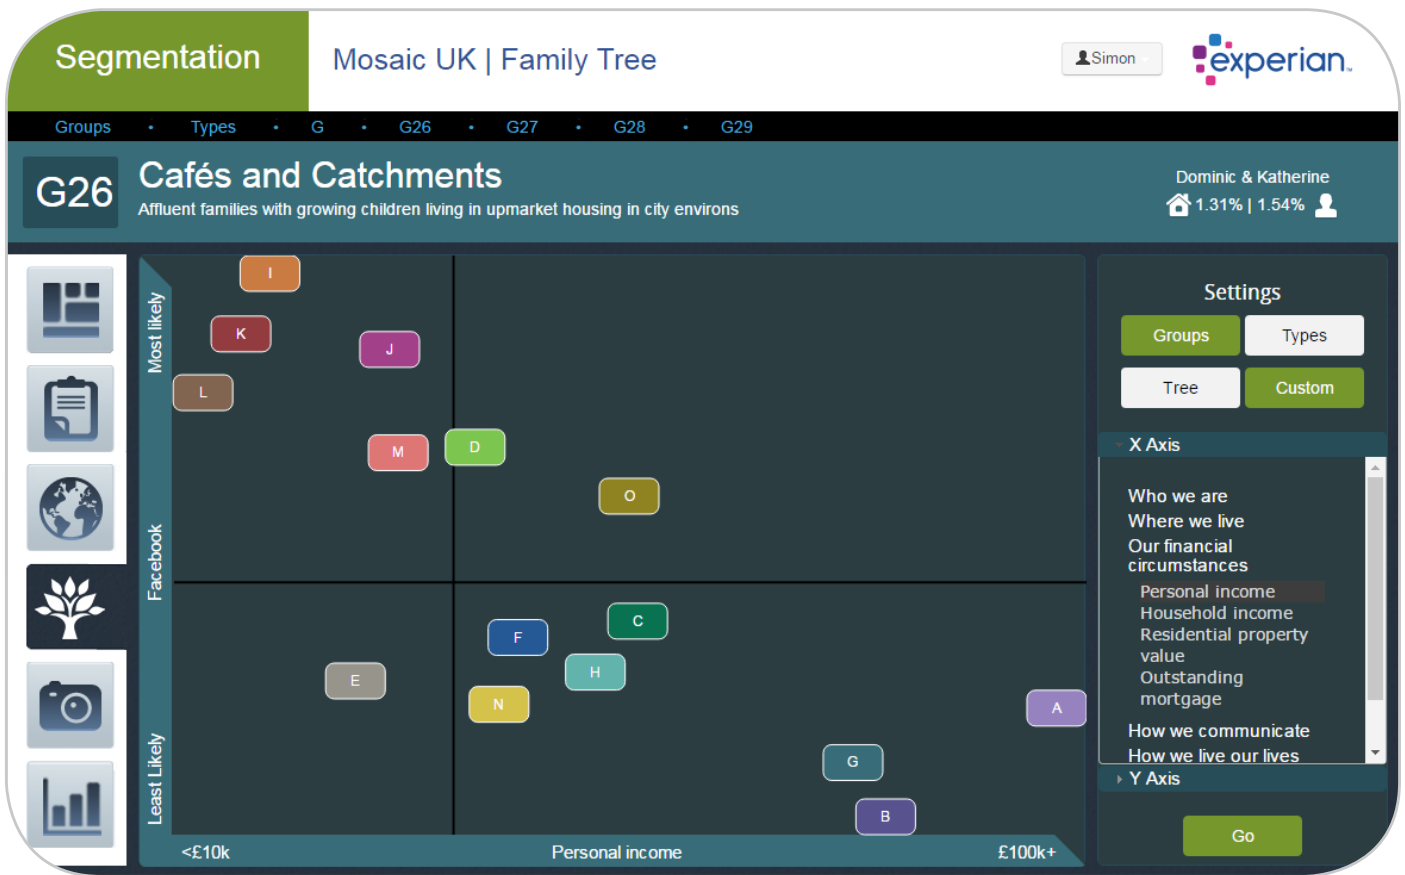 Segmentation
Mosaic UK | Family Tree
Simon
experian™
Groups • Types • G • G26 • G27 • G28 • G29
G26
Cafés and Catchments
Affluent families with growing children living in upmarket housing in city environs
Dominic & Katherine
1.31% | 1.54%
Most likely
Facebook
Least Likely
I
K
J
L
M
D
O
C
F
H
E
N
A
G
B
<£10k
Personal income
£100k+
Settings
Groups
Types
Tree
Custom
X Axis
Who we are
Where we live
Our financial
circumstances
Personal income
Household income
Residential property
value
Outstanding
mortgage
How we communicate
How we live our lives
Y Axis
Go